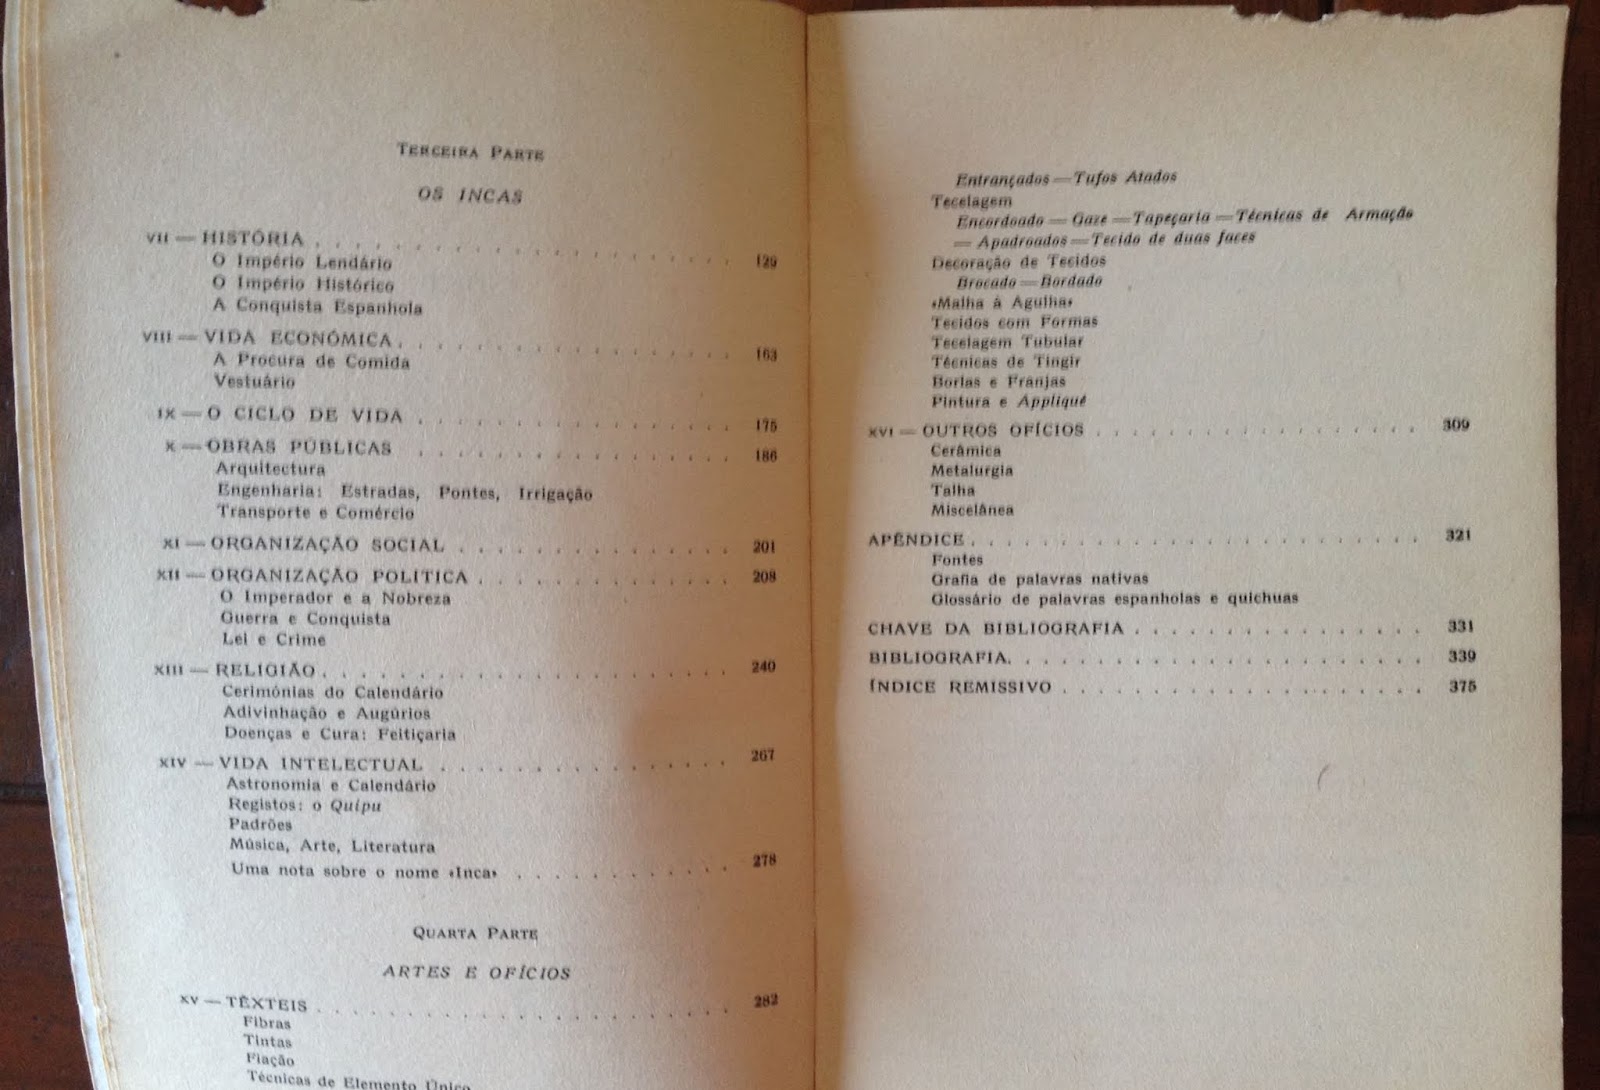 TERCEIRA PARTE
OS INCAS
VII — HISTÓRIA . . . . . . . . . . . . . . . . . . . . 129
O Império Lendário
O Império Histórico
A Conquista Espanhola
VIII — VIDA ECONÓMICA . . . . . . . . . . . . . . . . . . 163
A Procura de Comida
Vestuário
IX — O CICLO DE VIDA . . . . . . . . . . . . . . . . . 175
X — OBRAS PÚBLICAS . . . . . . . . . . . . . . . . . 186
Arquitectura
Engenharia: Estradas, Pontes, Irrigação
Transporte e Comércio
XI — ORGANIZAÇÃO SOCIAL . . . . . . . . . . . . . . . 201
XII — ORGANIZAÇÃO POLÍTICA . . . . . . . . . . . . . . 208
O Imperador e a Nobreza
Guerra e Conquista
Lei e Crime
XIII — RELIGIÃO . . . . . . . . . . . . . . . . . . . . 240
Cerimónias do Calendário
Adivinhação e Augúrios
Doenças e Cura: Feitiçaria
XIV — VIDA INTELECTUAL . . . . . . . . . . . . . . . . 267
Astronomia e Calendário
Registos: o Quipu
Padrões
Música, Arte, Literatura
Uma nota sobre o nome «Inca» . . . . . . . . . . . . 278
QUARTA PARTE
ARTES E OFÍCIOS
XV — TÊXTEIS . . . . . . . . . . . . . . . . . . . . 282
Fibras
Tintas
Fiação
Técnicas de Elemento Único
Entrançados — Tufos Atados
Tecelagem
Encordoado — Gaze — Tapeçaria — Técnicas de Armação
— Apadroados — Tecido de duas faces
Decoração de Tecidos
Brocado — Bordado
«Malha à Agulha»
Tecidos com Formas
Tecelagem Tubular
Técnicas de Tingir
Borlas e Franjas
Pintura e Appliqué
XVI — OUTROS OFÍCIOS . . . . . . . . . . . . . . . . . 309
Cerâmica
Metalurgia
Talha
Miscelânea
APÊNDICE . . . . . . . . . . . . . . . . . . . . . . . . 321
Fontes
Grafia de palavras nativas
Glossário de palavras espanholas e quichuas
CHAVE DA BIBLIOGRAFIA . . . . . . . . . . . . . . . 331
BIBLIOGRAFIA . . . . . . . . . . . . . . . . . . . . . 339
ÍNDICE REMISSIVO . . . . . . . . . . . . . . . . . . . 375